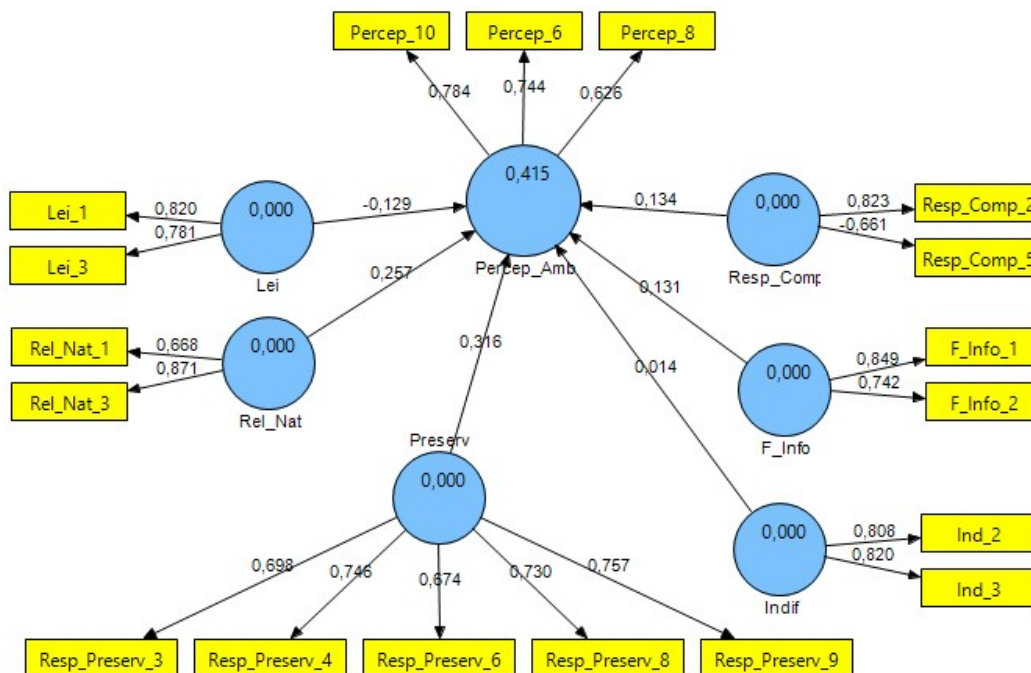 Percep_10
Percep_6
Percep_8
0,784
0,744
0,626
0,415
Percep_Amb
Lei_1
Lei_3
0,820
0,781
0,000
Lei
-0,129
0,134
0,000
Resp_Comp
0,823
-0,661
Resp_Comp_2
Resp_Comp_5
Rel_Nat_1
Rel_Nat_3
0,668
0,871
0,000
Rel_Nat
0,257
0,316
0,131
0,014
0,000
F_Info
0,849
0,742
F_Info_1
F_Info_2
Preserv
0,000
0,698
0,746
0,674
0,730
0,757
0,000
Indif
0,808
0,820
Ind_2
Ind_3
Resp_Preserv_3
Resp_Preserv_4
Resp_Preserv_6
Resp_Preserv_8
Resp_Preserv_9